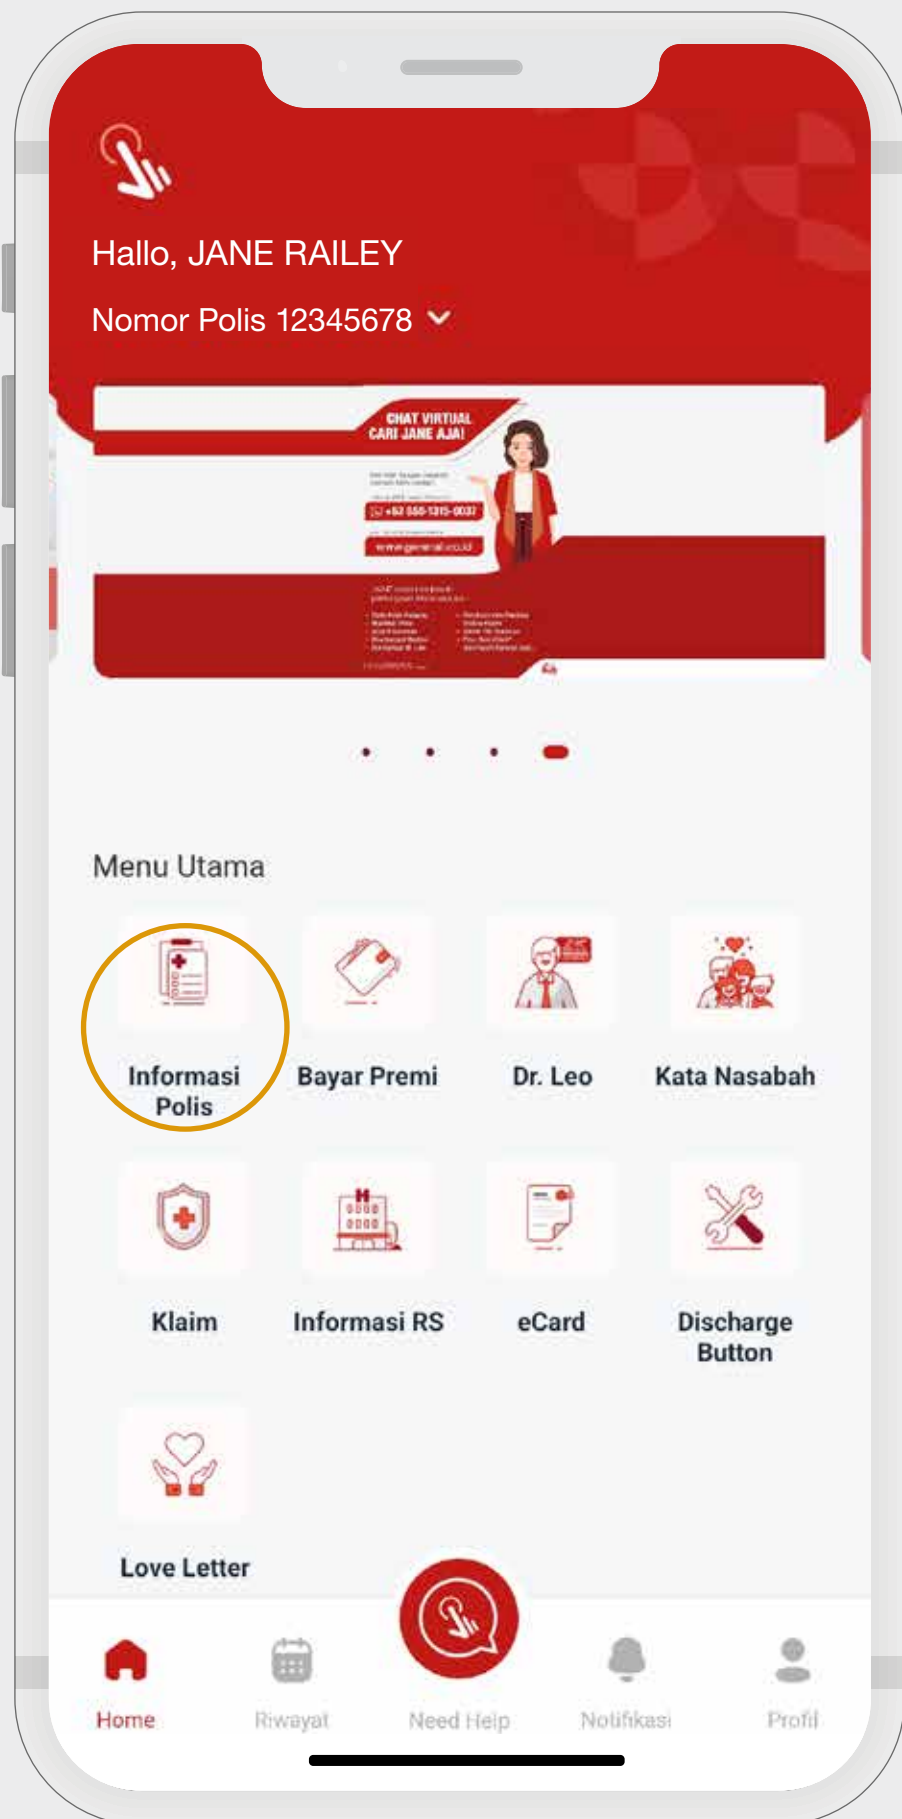 Hallo, JANE RAILEY
Nomor Polis 12345678
CHAT VIRTUAL
CARI JANE AJA!
Menu Utama
Informasi
Polis
Bayar Premi
Dr. Leo
Kata Nasabah
Klaim
Informasi RS
eCard
Discharge
Button
Love Letter
Home
Riwayat
Need Help
Notifikasi
Profil